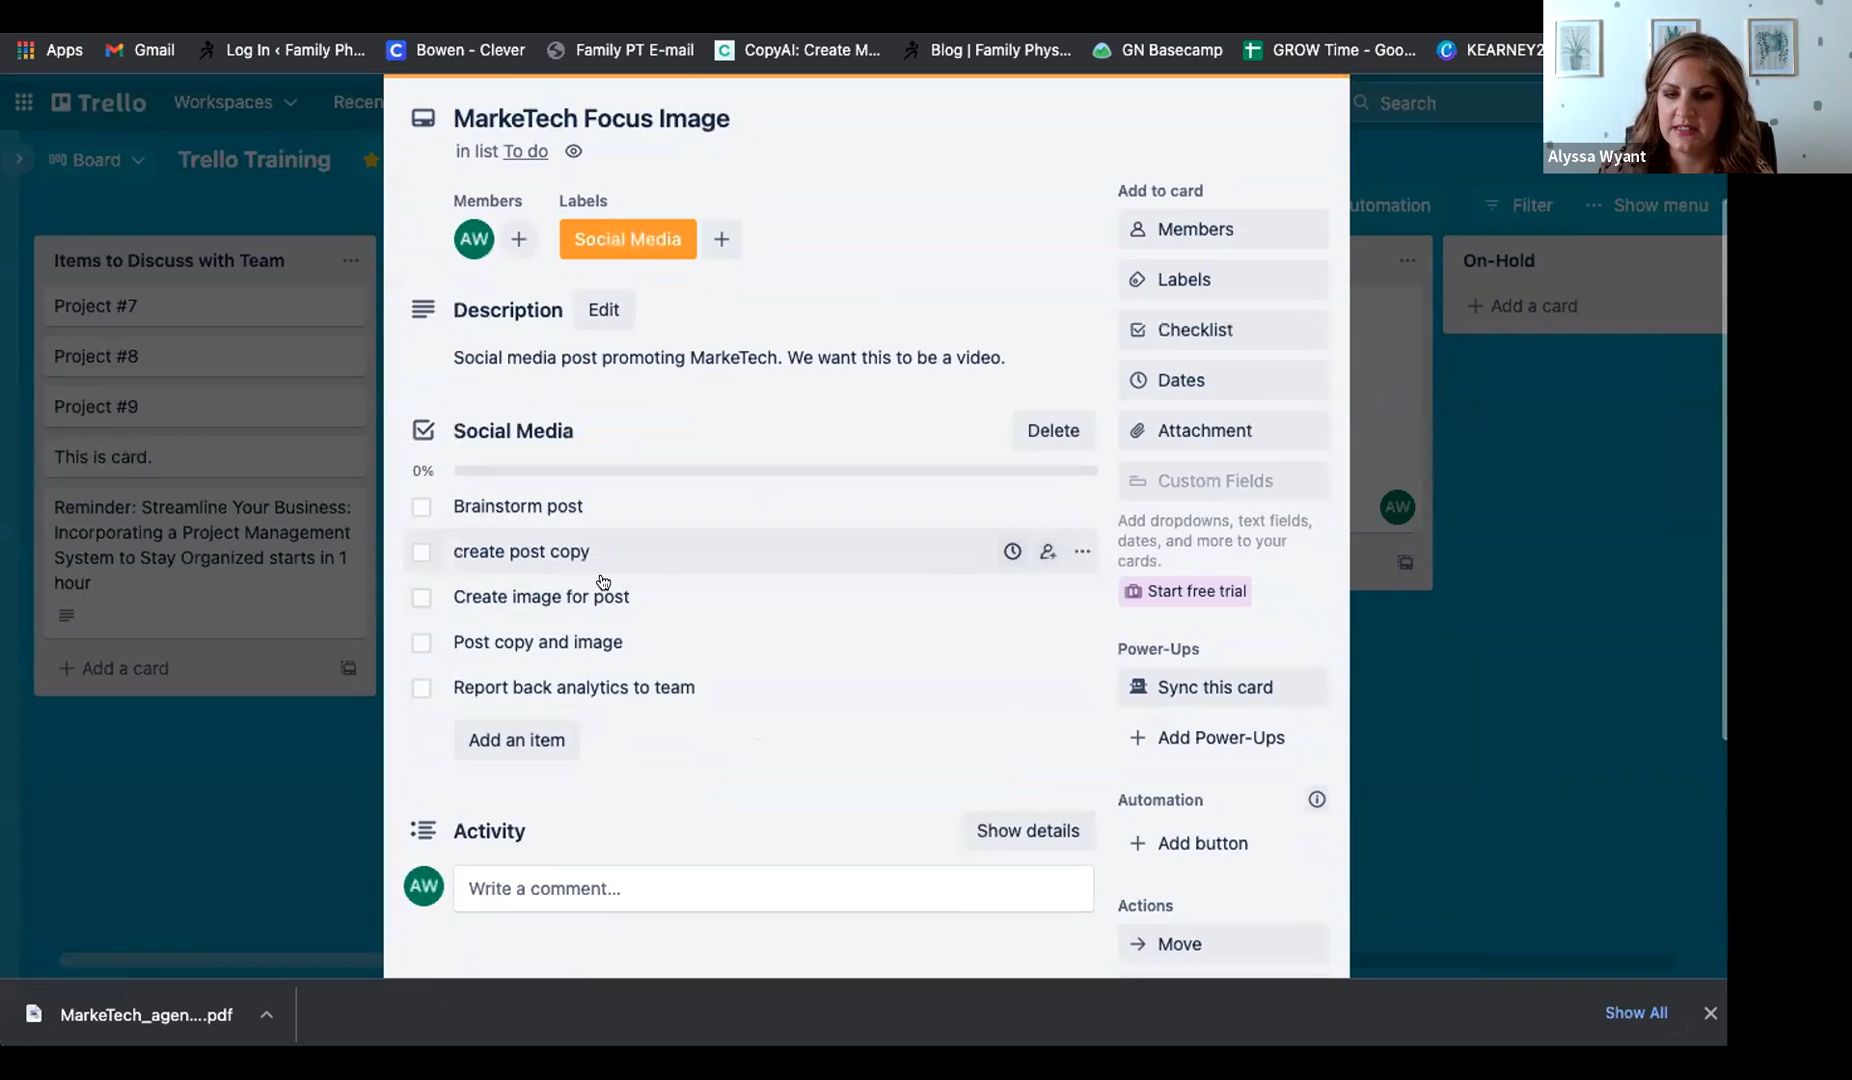 Apps
Gmail
Log In ‹ Family Ph...
Bowen - Clever
Family PT E-mail
CopyAI: Create M...
Blog | Family Phys...
GN Basecamp
GROW Time - Goo...
KEARNEY2
Alyssa Wyant
Trello
Workspaces
Recen
Search
Board
Trello Training
utomation
Filter
Show menu
Items to Discuss with Team
Project #7
Project #8
Project #9
This is card.
Reminder: Streamline Your Business:
Incorporating a Project Management
System to Stay Organized starts in 1
hour
Add a card
MarkeTech Focus Image
in list To do
Members
Labels
AW
Social Media
Description
Edit
Social media post promoting MarkeTech. We want this to be a video.
Social Media
Delete
0%
Brainstorm post
create post copy
Create image for post
Post copy and image
Report back analytics to team
Add an item
Activity
Show details
AW
Write a comment...
Add to card
Members
Labels
Checklist
Dates
Attachment
Custom Fields
Add dropdowns, text fields,
dates, and more to your
cards.
Start free trial
Power-Ups
Sync this card
Add Power-Ups
Automation
Add button
Actions
Move
AW
On-Hold
Add a card
MarkeTech_agen....pdf
Show All